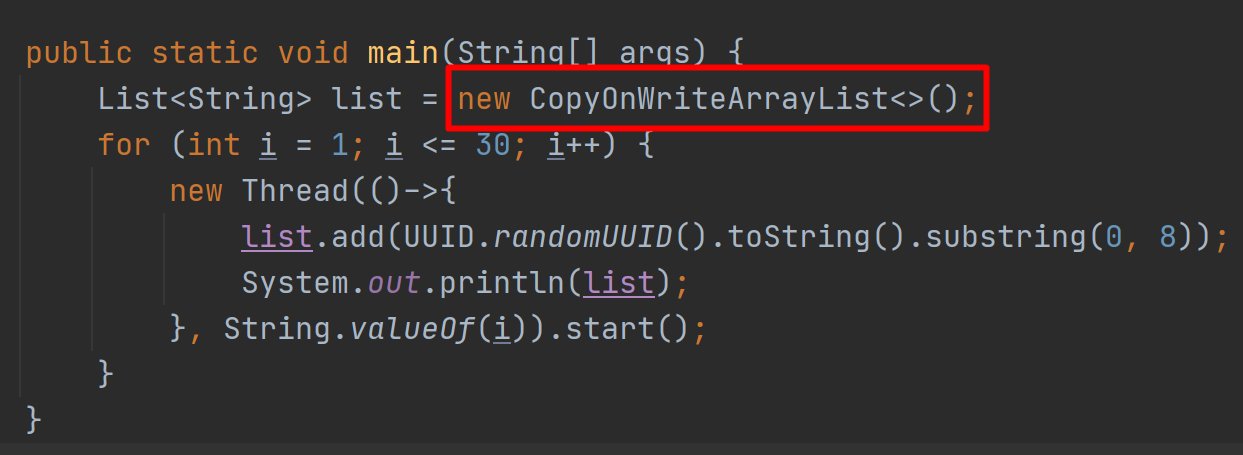 public static void main(String[] args) {
List<String> list = new CopyOnWriteArrayList<>();
for (int i = 1; i <= 30; i++) {
new Thread(()->{
list.add(UUID.randomUUID().toString().substring(0, 8));
System.out.println(list);
}, String.valueOf(i)).start();
}
}